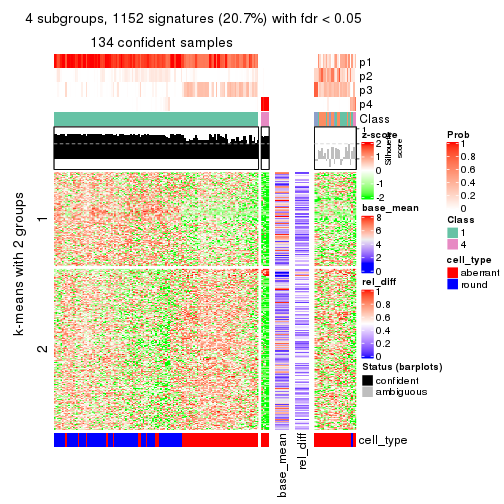 4 subgroups, 1152 signatures (20.7%) with fdr < 0.05
134 confident samples
p1
p2
p3
p4
Class
1
Silhouette
score
z-score
2
1
0
-1
-2
base_mean
8
6
4
2
0
rel_diff
1
0.8
0.6
0.4
0.2
0
Status (barplots)
confident
ambiguous
Prob
1
0.8
0.6
0.4
0.2
0
Class
1
4
cell_type
aberrant
round
k-means with 2 groups
1
2
cell_type
base_mean
rel_diff